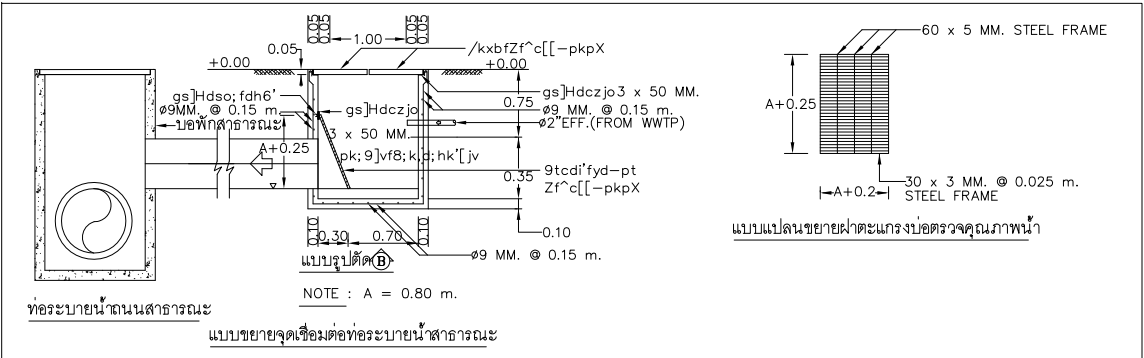 1.00
0.05
/kxbfZf^c[[-pkpX
+0.00
+0.00
gs]Hdso;fdh6'
ø9MM. @ 0.15 m.
บอพักสาธารณะ
A+0.25
gs]Hdczjo
3 x 50 MM.
pk;9]vf8;k,d;hk'[jv
gs]Hdczjo3 x 50 MM.
0.75
ø9 MM. @ 0.15 m.
ø2"EFF.(FROM WWTP)
9tcdi'fyd-pt
0.35
Zf^c[[-pkpX
0.10
0.30
0.70
ø9 MM. @ 0.15 m.
แบบรูปตัด B
NOTE : A = 0.80 m.
ท่อระบายน้ำถนนสาธารณะ
แบบขยายจุดเชื่อมต่อท่อระบายน้ำสาธารณะ
60 x 5 MM. STEEL FRAME
A+0.25
30 x 3 MM. @ 0.025 m.
STEEL FRAME
A+0.2
แบบแปลนขยายฝาตะแกรงบ่อตรวจคุณภาพน้ำ